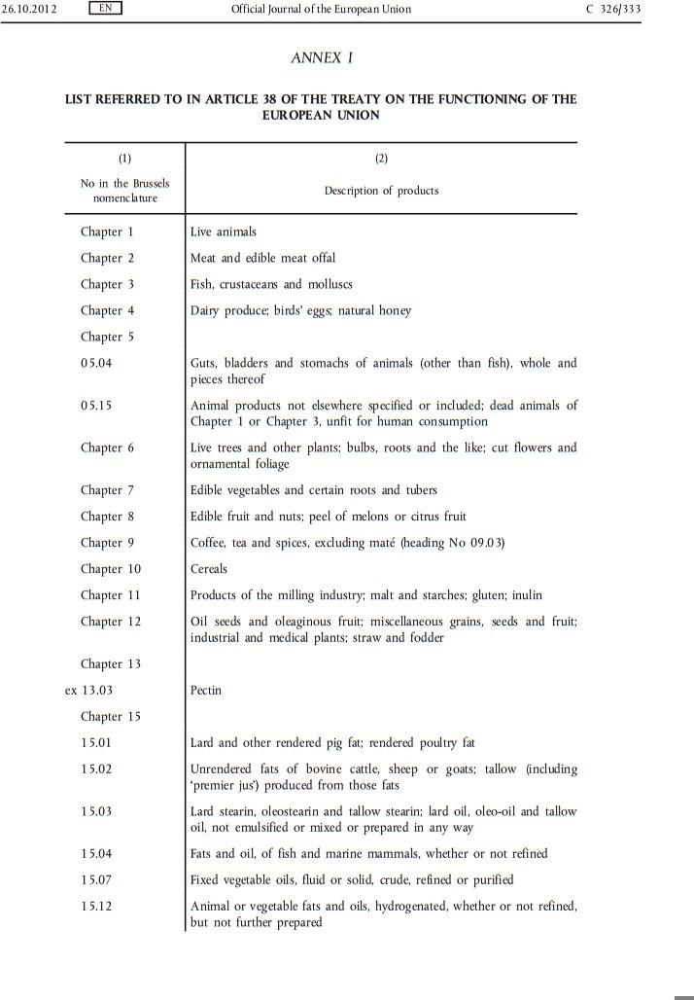 26.10.2012 EN Official Journal of the European Union C 326/333
ANNEX I
LIST REFERRED TO IN ARTICLE 38 OF THE TREATY ON THE FUNCTIONING OF THE
EUROPEAN UNION
(1) (2)
No in the Brussels
nomenclature
Description of products
Chapter 1 Live animals
Chapter 2 Meat and edible meat offal
Chapter 3 Fish, crustaceans and molluscs
Chapter 4 Dairy produce; birds' eggs; natural honey
Chapter 5
05.04 Guts, bladders and stomachs of animals (other than fish), whole and
pieces thereof
05.15 Animal products not elsewhere specified or included; dead animals of
Chapter 1 or Chapter 3, unfit for human consumption
Chapter 6 Live trees and other plants; bulbs, roots and the like; cut flowers and
ornamental foliage
Chapter 7 Edible vegetables and certain roots and tubers
Chapter 8 Edible fruit and nuts; peel of melons or citrus fruit
Chapter 9 Coffee, tea and spices, excluding maté (heading No 09.03)
Chapter 10 Cereals
Chapter 11 Products of the milling industry; malt and starches; gluten; inulin
Chapter 12 Oil seeds and oleaginous fruit; miscellaneous grains, seeds and fruit;
industrial and medical plants; straw and fodder
Chapter 13
ex 13.03 Pectin
Chapter 15
15.01 Lard and other rendered pig fat; rendered poultry fat
15.02 Unrendered fats of bovine cattle, sheep or goats; tallow (including
'premier jus') produced from those fats
15.03 Lard stearin, oleostearin and tallow stearin; lard oil, oleo-oil and tallow
oil, not emulsified or mixed or prepared in any way
15.04 Fats and oil, of fish and marine mammals, whether or not refined
15.07 Fixed vegetable oils, fluid or solid, crude, refined or purified
15.12 Animal or vegetable fats and oils, hydrogenated, whether or not refined,
but not further prepared